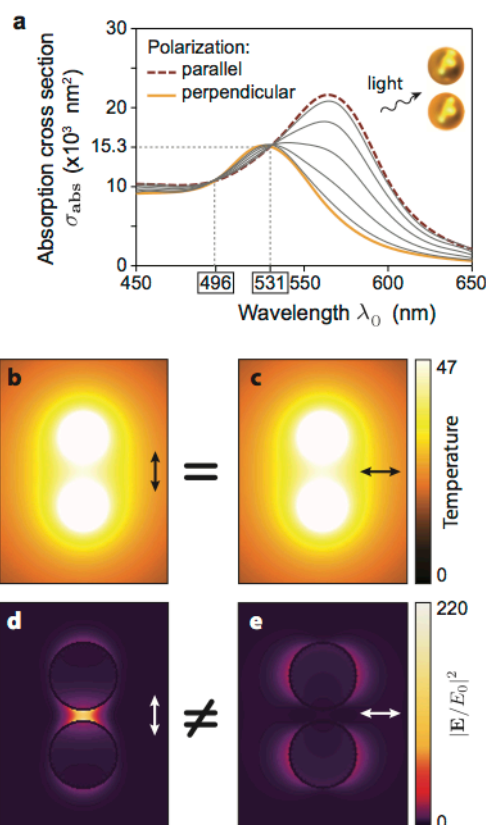 a
30
20
15.3
10
0
Absorption cross section
σabs (x10³ nm²)
Polarization:
parallel
perpendicular
light
450
496
531
550
600
650
Wavelength λ0 (nm)
b
=
c
47
Temperature
0
d
≠
e
220
|E/E0|²
0